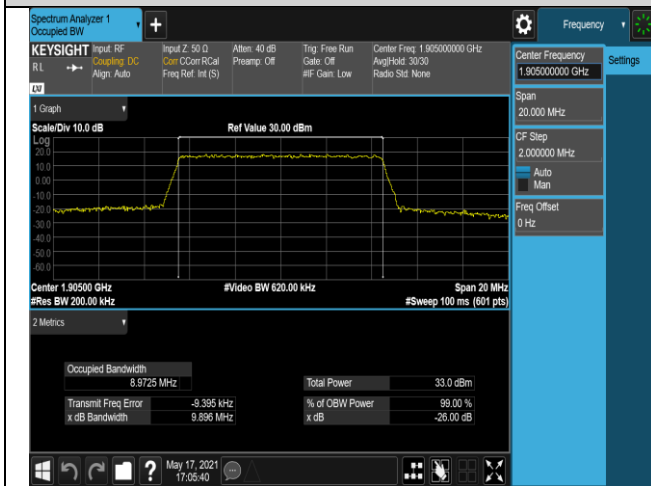 Spectrum Analyzer 1
Occupied BW
+
Frequency
KEYSIGHT
Input: RF
Coupling: DC
Align: Auto
Input Z: 50 Ω
Corr CCorr RCal
Freq Ref: Int (S)
Atten: 40 dB
Preamp: Off
Trig: Free Run
Gate: Off
#IF Gain: Low
Center Freq: 1.905000000 GHz
Avg|Hold: 30/30
Radio Std: None
RL
LXI
Center Frequency
1.905000000 GHz
Settings
Span
20.000 MHz
CF Step
2.000000 MHz
Auto
Man
Freq Offset
0 Hz
1 Graph
Scale/Div 10.0 dB
Ref Value 30.00 dBm
Log
20.0
10.0
0.00
-10.0
-20.0
-30.0
-40.0
-50.0
-60.0
Center 1.90500 GHz
#Video BW 620.00 kHz
Span 20 MHz
#Res BW 200.00 kHz
#Sweep 100 ms (601 pts)
2 Metrics
Occupied Bandwidth
8.9725 MHz
Total Power 33.0 dBm
Transmit Freq Error -9.395 kHz
% of OBW Power 99.00 %
x dB Bandwidth 9.896 MHz
x dB -26.00 dB
?
May 17, 2021
17:05:40